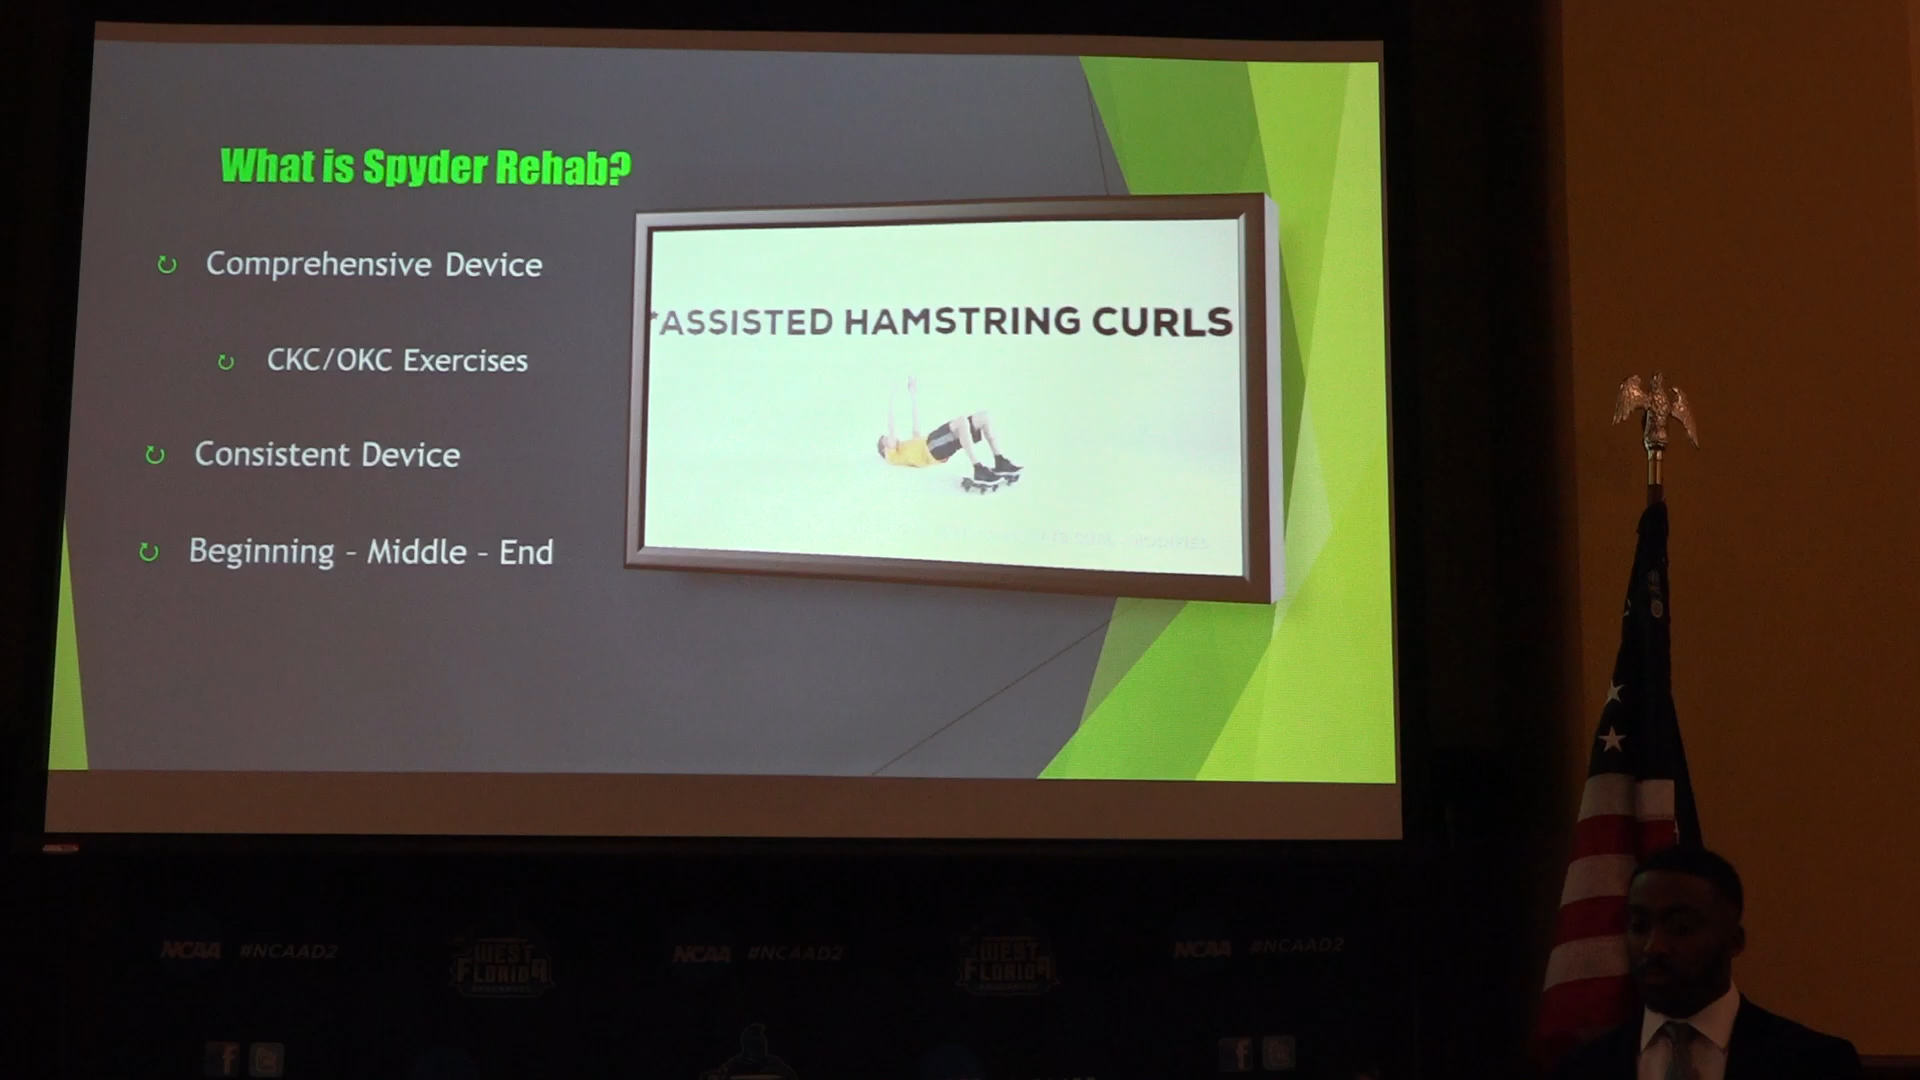 What is Spyder Rehab?
Comprehensive Device
CKC/OKC Exercises
Consistent Device
Beginning - Middle - End
*ASSISTED HAMSTRING CURLS
NCAA #NCAAD2
WEST FLORIDA
NCAA #NCAAD2
WEST FLORIDA
NCAA #NCAAD2